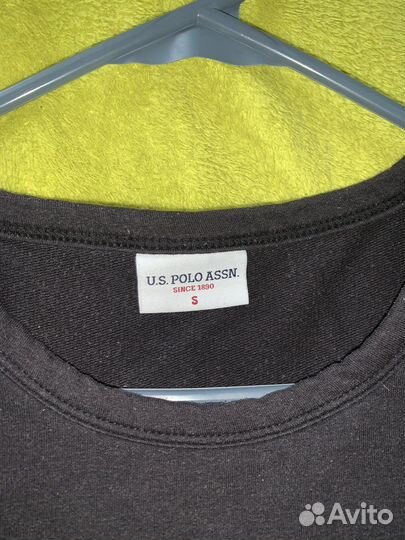 U.S. POLO ASSN.
SINCE 1890
S
Avito